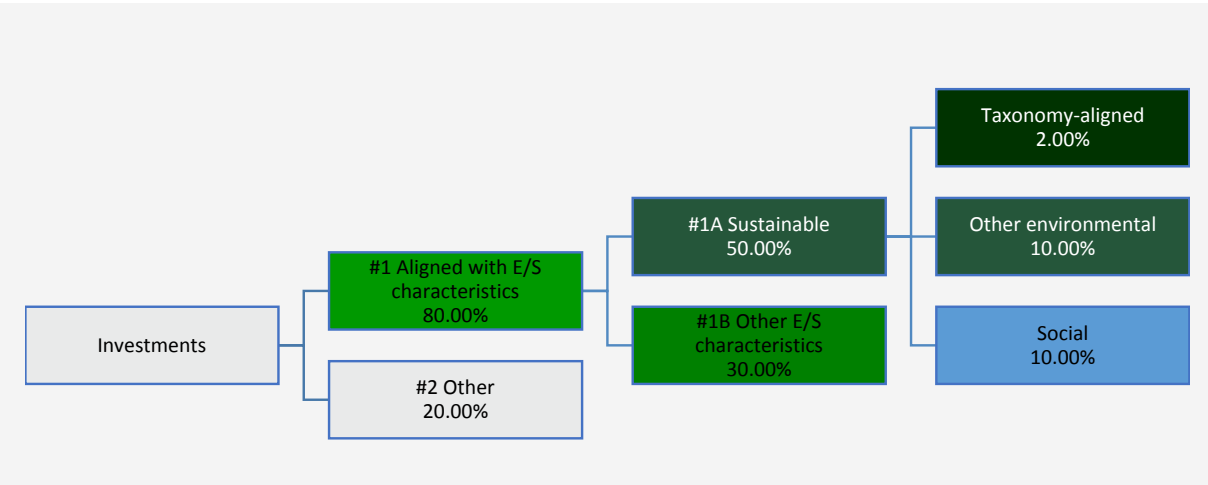 Investments
#1 Aligned with E/S
characteristics
80.00%
#2 Other
20.00%
#1A Sustainable
50.00%
#1B Other E/S
characteristics
30.00%
Taxonomy-aligned
2.00%
Other environmental
10.00%
Social
10.00%